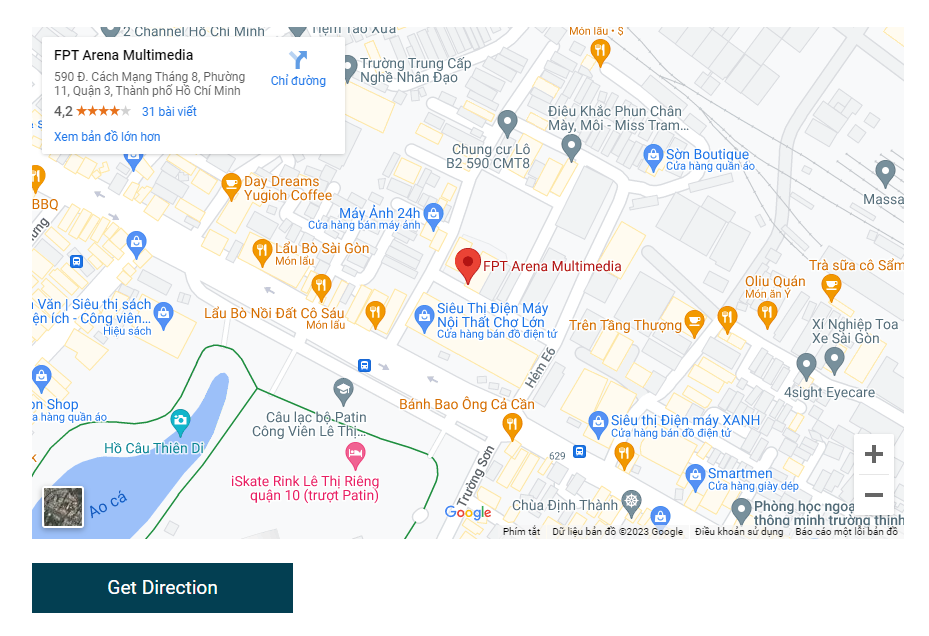 2 Channel Hồ Chí Minh
Hẻm Tào Xưa
Món lẩu · $
FPT Arena Multimedia
590 Đ. Cách Mạng Tháng 8, Phường
11, Quận 3, Thành phố Hồ Chí Minh
4,2
31 bài viết
Xem bản đồ lớn hơn
Chỉ đường
Trường Trung Cấp
Nghề Nhân Đạo
Điêu Khắc Phun Chân
Mày, Môi - Miss Tram...
Chung cư Lô
B2 590 CMT8
Sờn Boutique
Cửa hàng quần áo
Massa
Day Dreams
Yugioh Coffee
BBQ
Máy Ảnh 24h
Cửa hàng bán máy ảnh
Lẩu Bò Sài Gòn
Món lẩu
FPT Arena Multimedia
Trà sữa cô Sẩm
Oliu Quán
Món ăn Ý
Văn | Siêu thị sách
ện ích - Công viên...
Hiệu sách
Lẩu Bò Nồi Đất Cô Sáu
Món lẩu
Siêu Thị Điện Máy
Nội Thất Chợ Lớn
Cửa hàng bán đồ điện tử
Trên Tầng Thượng
Xí Nghiệp Toa
Xe Sài Gòn
Hẻm E6
4sight Eyecare
on Shop
a hàng quần áo
Câu lạc bộ Patin
Công Viên Lê Thị...
Bánh Bao Ông Cả Cần
Siêu thị Điện máy XANH
Cửa hàng bán đồ điện tử
Hồ Câu Thiên Di
629
iSkate Rink Lê Thị Riêng
quận 10 (trượt Patin)
Trường Sơn
Smartmen
Cửa hàng giày dép
Ao cá
Chùa Định Thành
Phòng học ngoạ
thông minh trường thịnh
Google
Phím tắt
Dữ liệu bản đồ ©2023 Google
Điều khoản sử dụng
Báo cáo một lỗi bản đồ
Get Direction